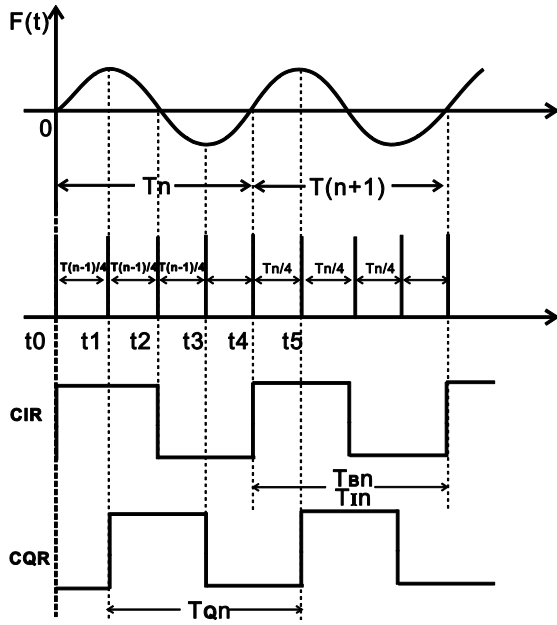 F(t)
0
Tn T(n+1)
T(n-1)/4 T(n-1)/4 T(n-1)/4 Tn/4 Tn/4 Tn/4
t0 t1 t2 t3 t4 t5
CIR
TBn
TIn
CQR
TQn